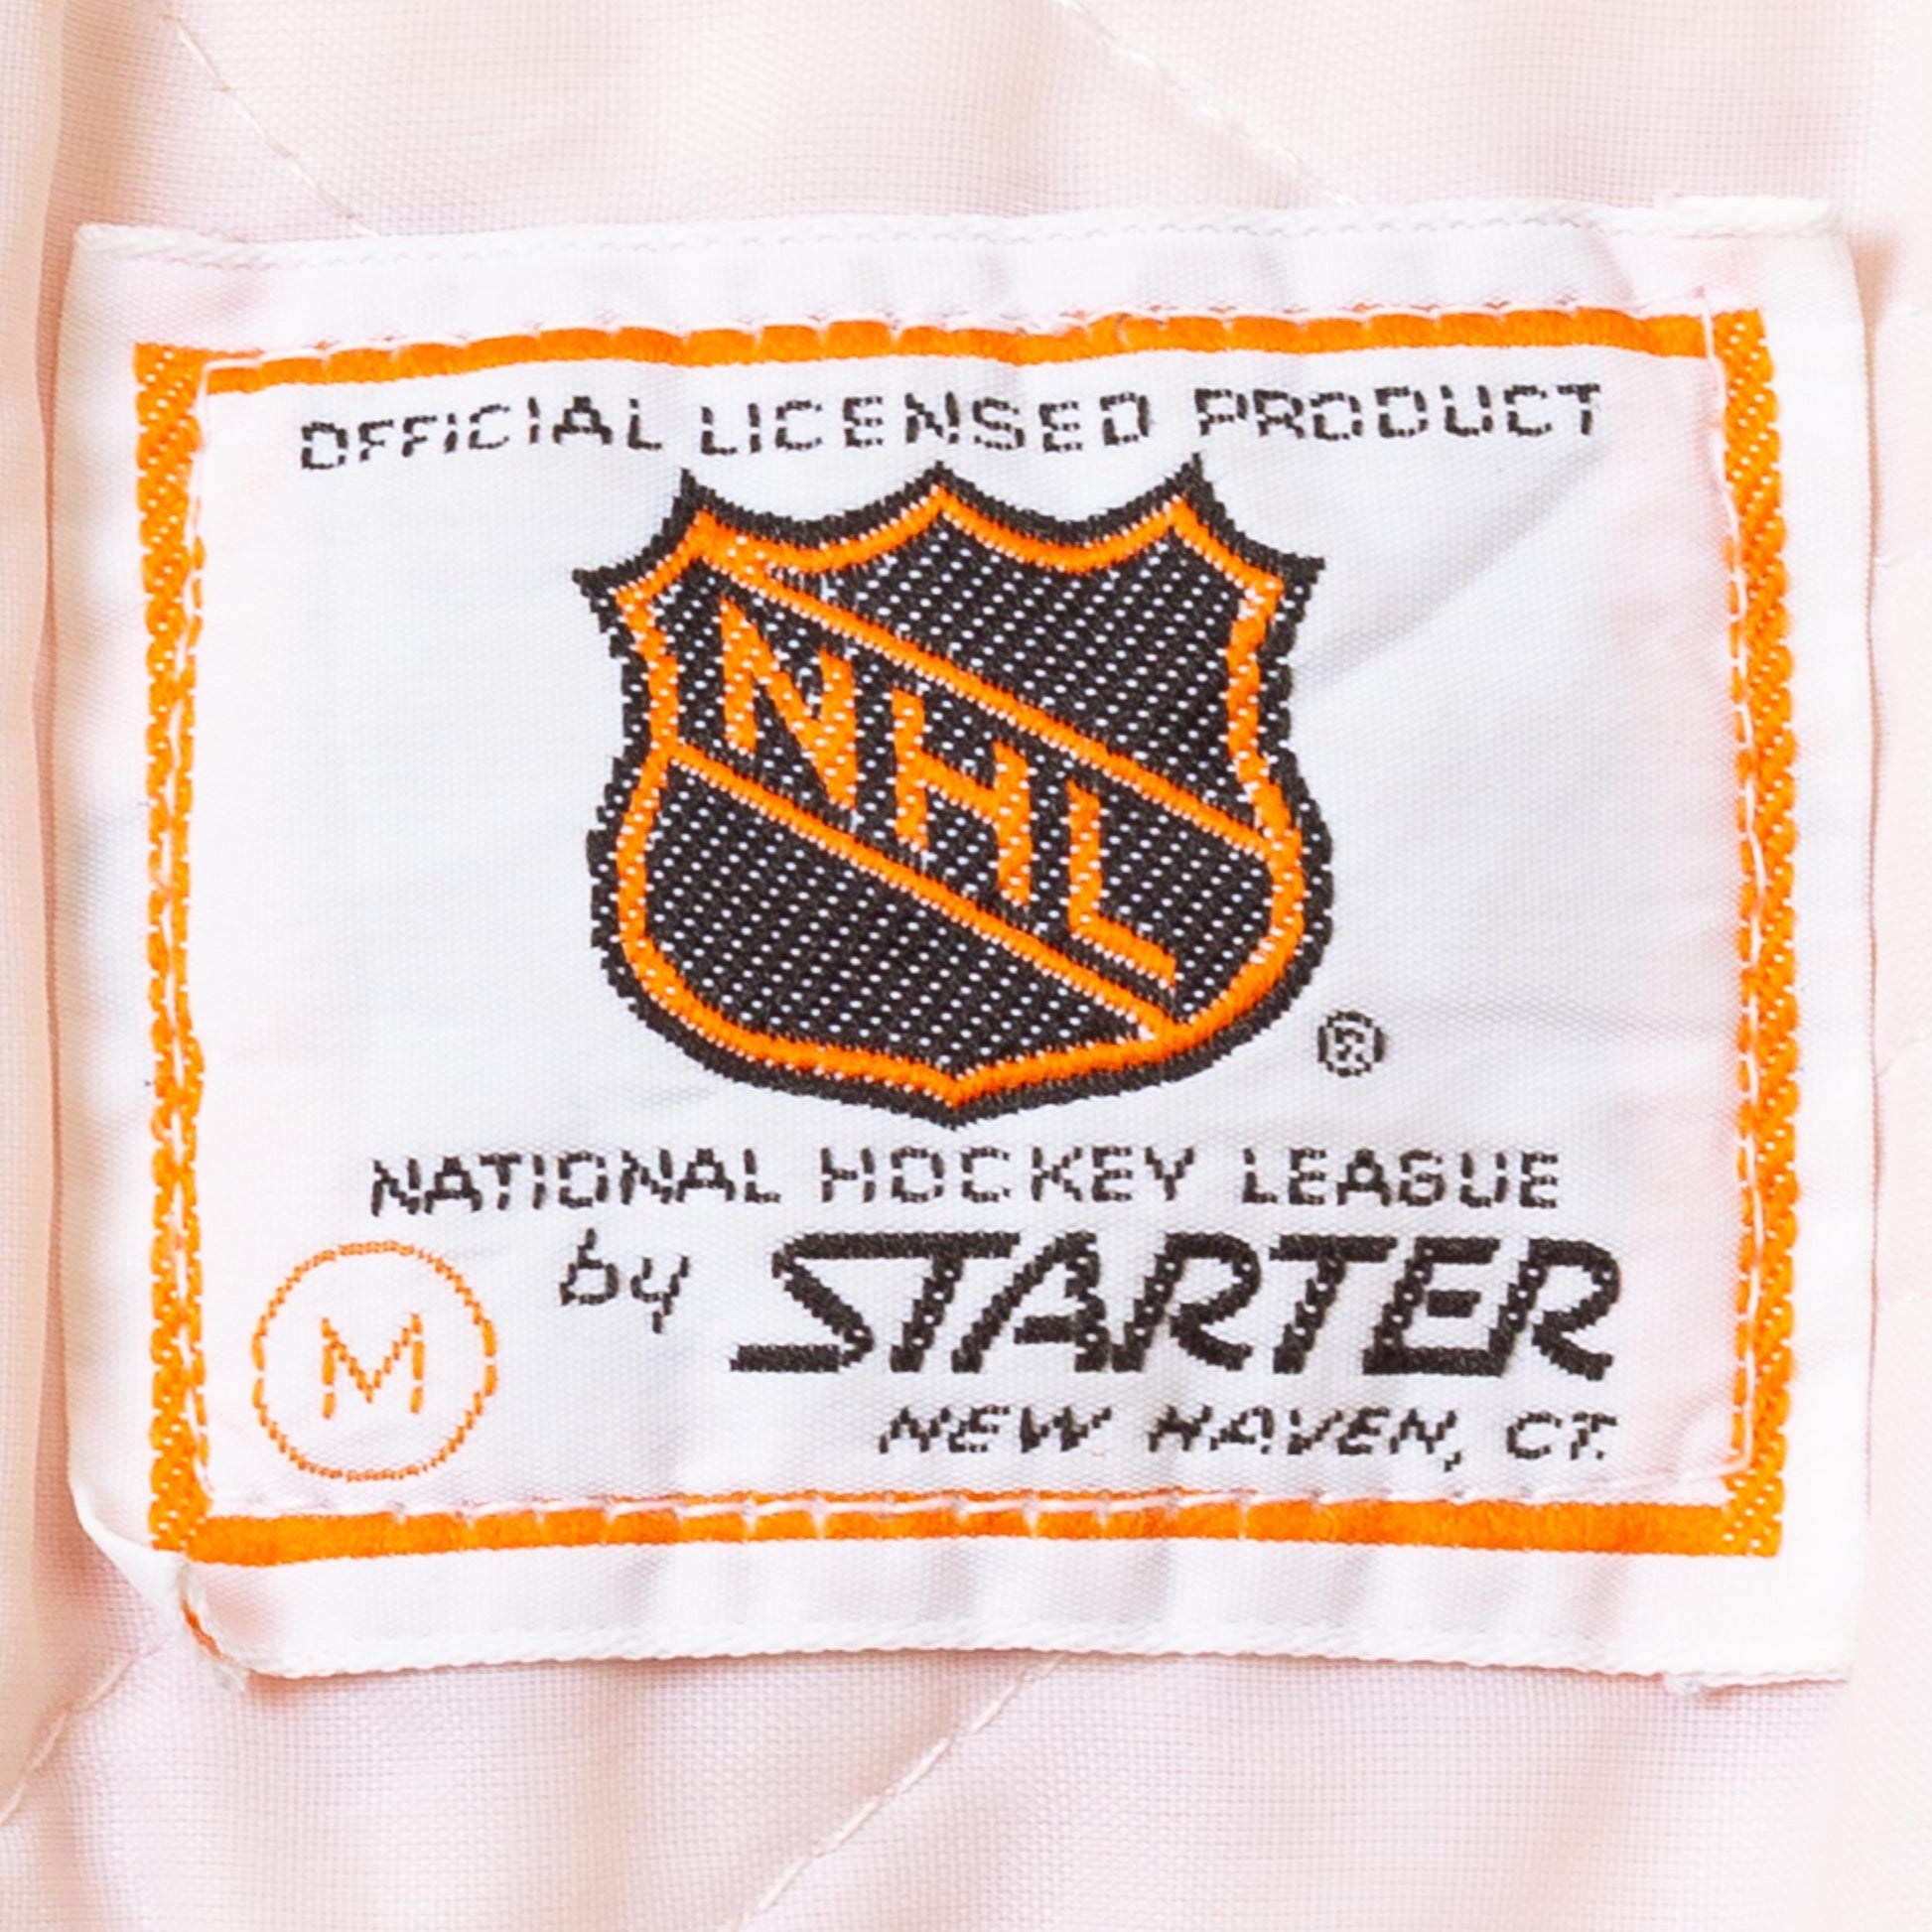 OFFICIAL LICENSED PRODUCT
NHL
®
NATIONAL HOCKEY LEAGUE
by STARTER
M
NEW HAVEN, CT.